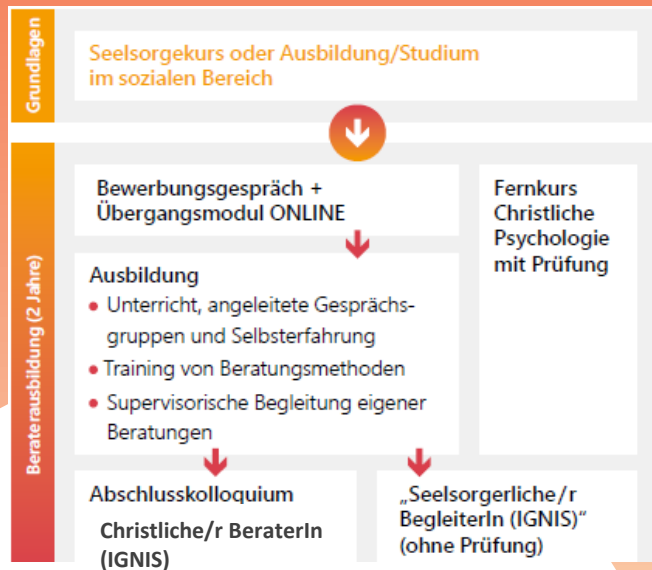 Grundlagen
Seelsorgekurs oder Ausbildung/Studium
im sozialen Bereich
Beraterausbildung (2 Jahre)
Bewerbungsgespräch +
Übergangsmodul ONLINE
Fernkurs
Christliche
Psychologie
mit Prüfung
Ausbildung
• Unterricht, angeleitete Gesprächs-
gruppen und Selbsterfahrung
• Training von Beratungsmethoden
• Supervisorische Begleitung eigener
Beratungen
Abschlusskolloquium
Christliche/r BeraterIn
(IGNIS)
„Seelsorgerliche/r
BegleiterIn (IGNIS)“
(ohne Prüfung)